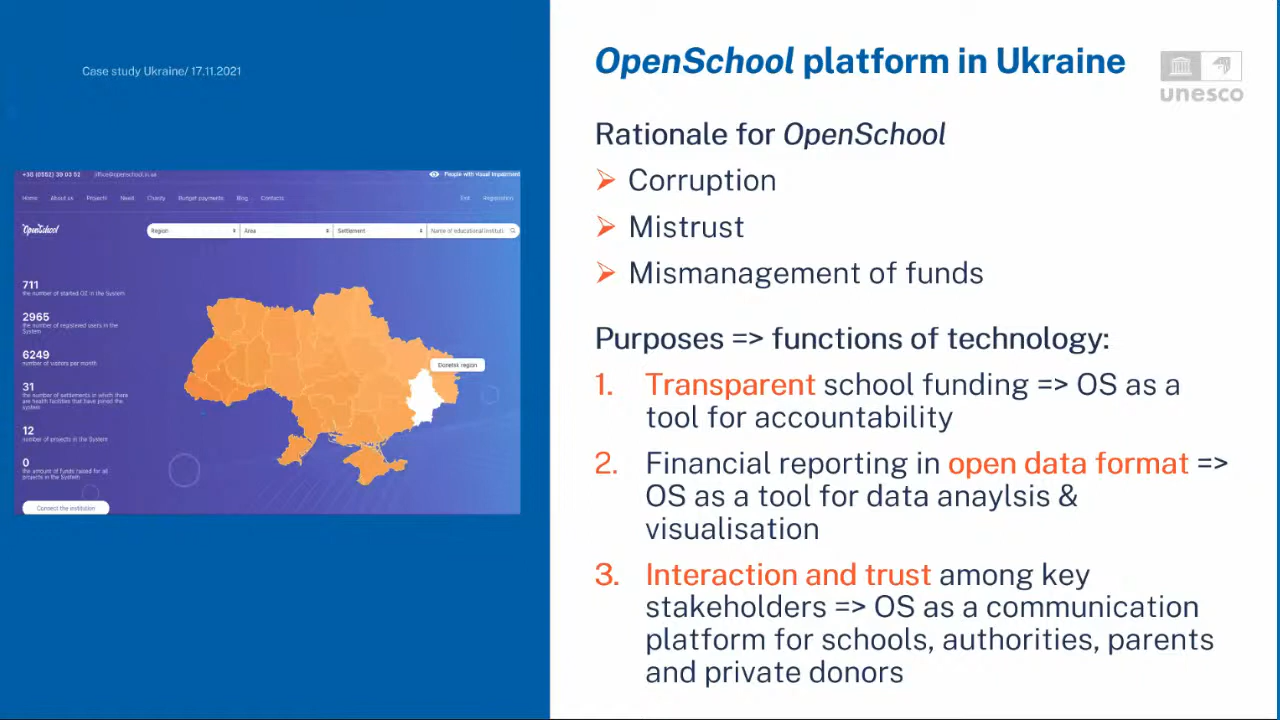 Case study Ukraine/ 17.11.2021
OpenSchool platform in Ukraine
unesco
Rationale for OpenSchool
Corruption
Mistrust
Mismanagement of funds
Purposes => functions of technology:
1. Transparent school funding => OS as a
tool for accountability
2. Financial reporting in open data format =>
OS as a tool for data anaylsis &
visualisation
3. Interaction and trust among key
stakeholders => OS as a communication
platform for schools, authorities, parents
and private donors
+38 (0552) 39 03 52 office@openschool.in.ua People with visual impairment
Home About us Projects Need Charity Budget payments Blog Contacts Registration
OpenSchool
Region Area Settlement Name of educational instituti
711
the number of started OZ in the System
2965
the number of registered users in the
System
6249
number of visitors per month
31
the number of settlements in which there
are health facilities that have joined the
system
12
number of projects in the System
0
the amount of funds raised for all
projects in the System
Connect the institution
Donetsk region